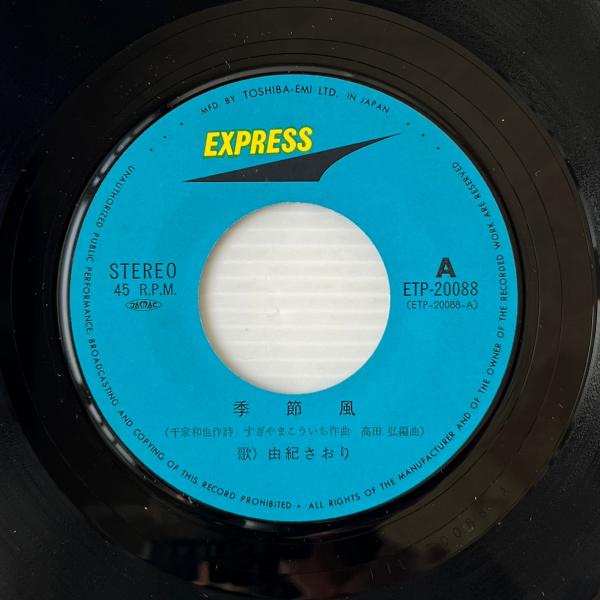 MFD. BY TOSHIBA-EMI LTD. IN JAPAN
EXPRESS
STEREO
45 R.P.M.
JASRAC
A
ETP-20088
(ETP-20088-A)
季節風
(千家和也作詩 すぎやまこういち作曲 高田 弘編曲)
歌) 由紀さおり
UNAUTHORIZED PUBLIC PERFORMANCE, BROADCASTING AND COPYING OF THIS RECORD PROHIBITED • ALL RIGHTS OF THE MANUFACTURER AND OF THE OWNER OF THE RECORDED WORK ARE RESERVED